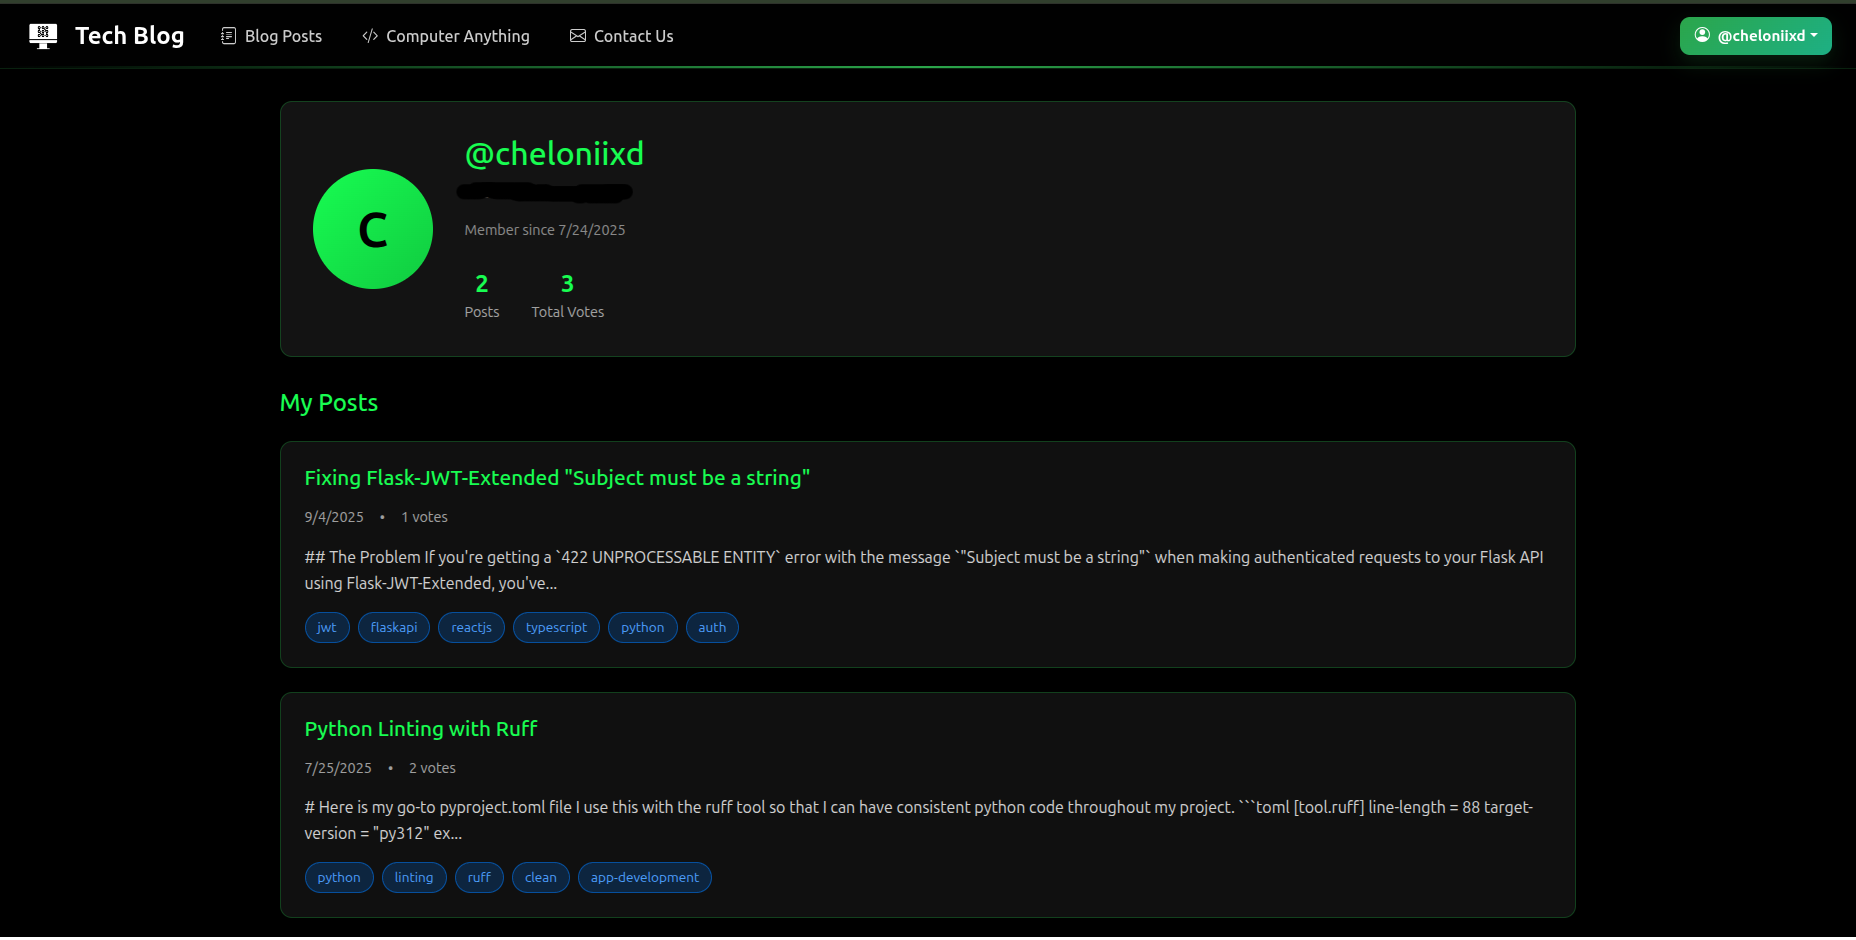 Tech Blog
Blog Posts
Computer Anything
Contact Us
@cheloniixd
@cheloniixd
C
Member since 7/24/2025
2
3
Posts
Total Votes
My Posts
Fixing Flask-JWT-Extended "Subject must be a string"
9/4/2025 • 1 votes
## The Problem If you're getting a `422 UNPROCESSABLE ENTITY` error with the message `"Subject must be a string"` when making authenticated requests to your Flask API
using Flask-JWT-Extended, you've...
jwt flaskapi reactjs typescript python auth
Python Linting with Ruff
7/25/2025 • 2 votes
# Here is my go-to pyproject.toml file I use this with the ruff tool so that I can have consistent python code throughout my project. ```toml [tool.ruff] line-length = 88 target-
version = "py312" ex...
python linting ruff clean app-development